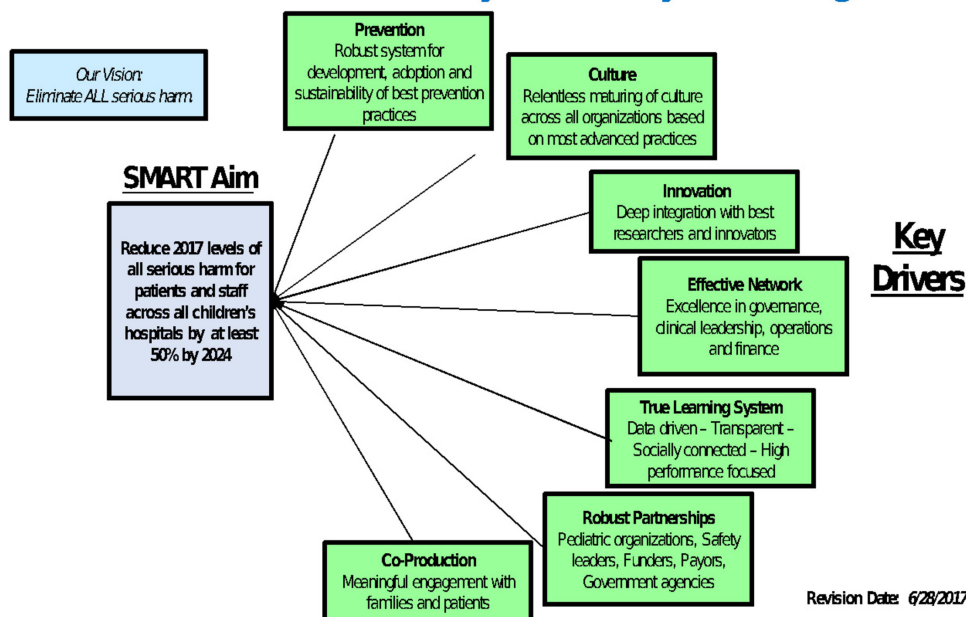 Our Vision:
Eliminate ALL serious harm.
Prevention
Robust system for
development, adoption and
sustainability of best prevention
practices
Culture
Relentless maturing of culture
across all organizations based
on most advanced practices
SMART Aim
Reduce 2017 levels of
all serious harm for
patients and staff
across all children's
hospitals by at least
50% by 2024
Innovation
Deep integration with best
researchers and innovators
Key
Drivers
Effective Network
Excellence in governance,
clinical leadership, operations
and finance
True Learning System
Data driven – Transparent –
Socially connected – High
performance focused
Robust Partnerships
Pediatric organizations, Safety
leaders, Funders, Payors,
Government agencies
Co-Production
Meaningful engagement with
families and patients
Revision Date: 6/28/2017